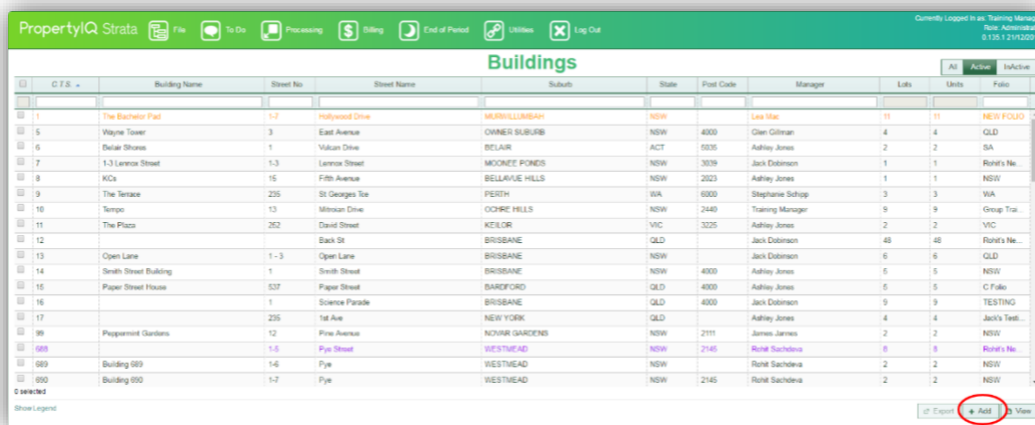 PropertyIQ Strata File To Do Processing $ Billing End of Period Utilities Log Out
Currently Logged In as: Training Manag
Role: Administrat
0.135.1 21/12/20
Buildings
All Active InActive
C.T.S. Building Name Street No Street Name Suburb State Post Code Manager Lots Units Folio
1 The Bachelor Pad 1-7 Hollywood Drive MURWILLUMBAH NSW Lea Mac 11 11 NEW FOLIO
5 Wayne Tower 3 East Avenue OWNER SUBURB NSW 4000 Glen Gillman 4 4 QLD
6 Belair Shores 1 Vulcan Drive BELAIR ACT 5035 Ashley Jones 2 2 SA
7 1-3 Lennox Street 1-3 Lennox Street MOONEE PONDS NSW 3039 Jack Dobinson 1 1 Rohit's Ne...
8 KCs 15 Fifth Avenue BELLAVUE HILLS NSW 2023 Ashley Jones 1 1 NSW
9 The Terrace 235 St Georges Tce PERTH WA 6000 Stephanie Schipp 3 3 WA
10 Tempo 13 Mitroian Drive OCHRE HILLS NSW 2440 Training Manager 9 9 Group Trai...
11 The Plaza 262 David Street KEILOR VIC 3225 Ashley Jones 2 2 VIC
12 Back St BRISBANE QLD Jack Dobinson 48 48 Rohit's Ne...
13 Open Lane 1 - 3 Open Lane BRISBANE NSW Jack Dobinson 6 6 QLD
14 Smith Street Building 1 Smith Street BRISBANE NSW 4000 Ashley Jones 5 5 NSW
15 Paper Street House 537 Paper Street BARDFORD QLD 4000 Ashley Jones 5 5 C Folio
16 1 Science Parade BRISBANE QLD 4000 Jack Dobinson 9 9 TESTING
17 235 1st Ave NEW YORK QLD Ashley Jones 4 4 Jack's Testi...
99 Peppermint Gardens 12 Pine Avenue NOVAR GARDENS NSW 2111 James Jannes 2 2 NSW
688 1-5 Pye Street WESTMEAD NSW 2145 Rohit Sachdeva 8 8 Rohit's Ne...
689 Building 689 1-6 Pye WESTMEAD NSW Rohit Sachdeva 2 2 NSW
690 Building 690 1-7 Pye WESTMEAD NSW 2145 Rohit Sachdeva 2 2 NSW
0 selected
Show Legend Export + Add View